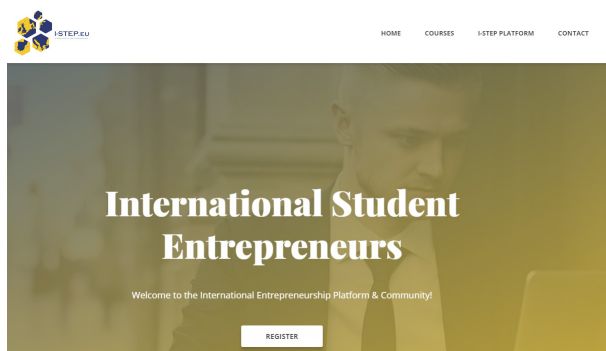 I-STEP.EU
HOME COURSES I-STEP PLATFORM CONTACT
International Student
Entrepreneurs
Welcome to the International Entrepreneurship Platform & Community!
REGISTER